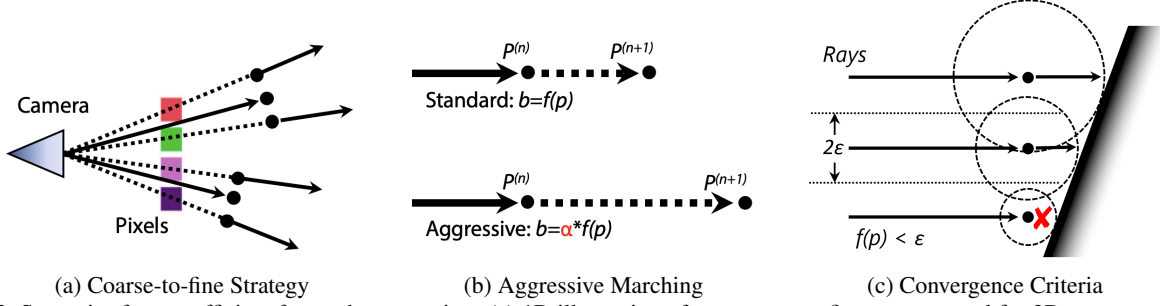 Camera
Pixels
(a) Coarse-to-fine Strategy
P(n)
P(n+1)
Standard: b=f(p)
P(n)
P(n+1)
Aggressive: b=α*f(p)
(b) Aggressive Marching
Rays
2ε
f(p) < ε
(c) Convergence Criteria